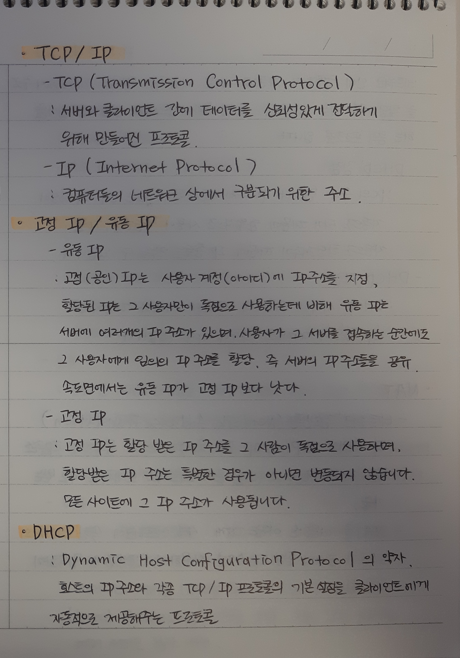 · TCP / IP
- TCP (Transmission Control Protocol)
: 서버와 클라이언트 간에 데이터를 신뢰성있게 전달하기
위해 만들어진 프로토콜.
- IP (Internet Protocol)
: 컴퓨터들의 네트워크 상에서 구분되기 위한 주소.
· 고정 IP / 유동 IP
- 유동 IP
: 고정(공인)IP는 사용자 계정(아이디)에 IP주소를 지정,
할당된 IP는 그 사용자만이 독점으로 사용하는데 비해 유동 IP는
서버에 여러개의 IP주소가 있으며, 사용자가 그 서버를 접속하는 순간에도
그 사용자에게 임의의 IP 주소를 할당. 즉 서버의 IP주소들을 공유.
속도면에서는 유동 IP가 고정 IP보다 낫다.
- 고정 IP
: 고정 IP는 할당 받은 IP 주소를 그 사람이 독점으로 사용하며,
할당받은 IP 주소는 특별한 경우가 아니면 변동되지 않습니다.
모든 사이트에 그 IP 주소가 사용됩니다.
· DHCP
: Dynamic Host Configuration Protocol 의 약자.
호스트의 IP주소와 각종 TCP/IP 프로토콜의 기본 설정을 클라이언트에게
자동적으로 제공해주는 프로토콜